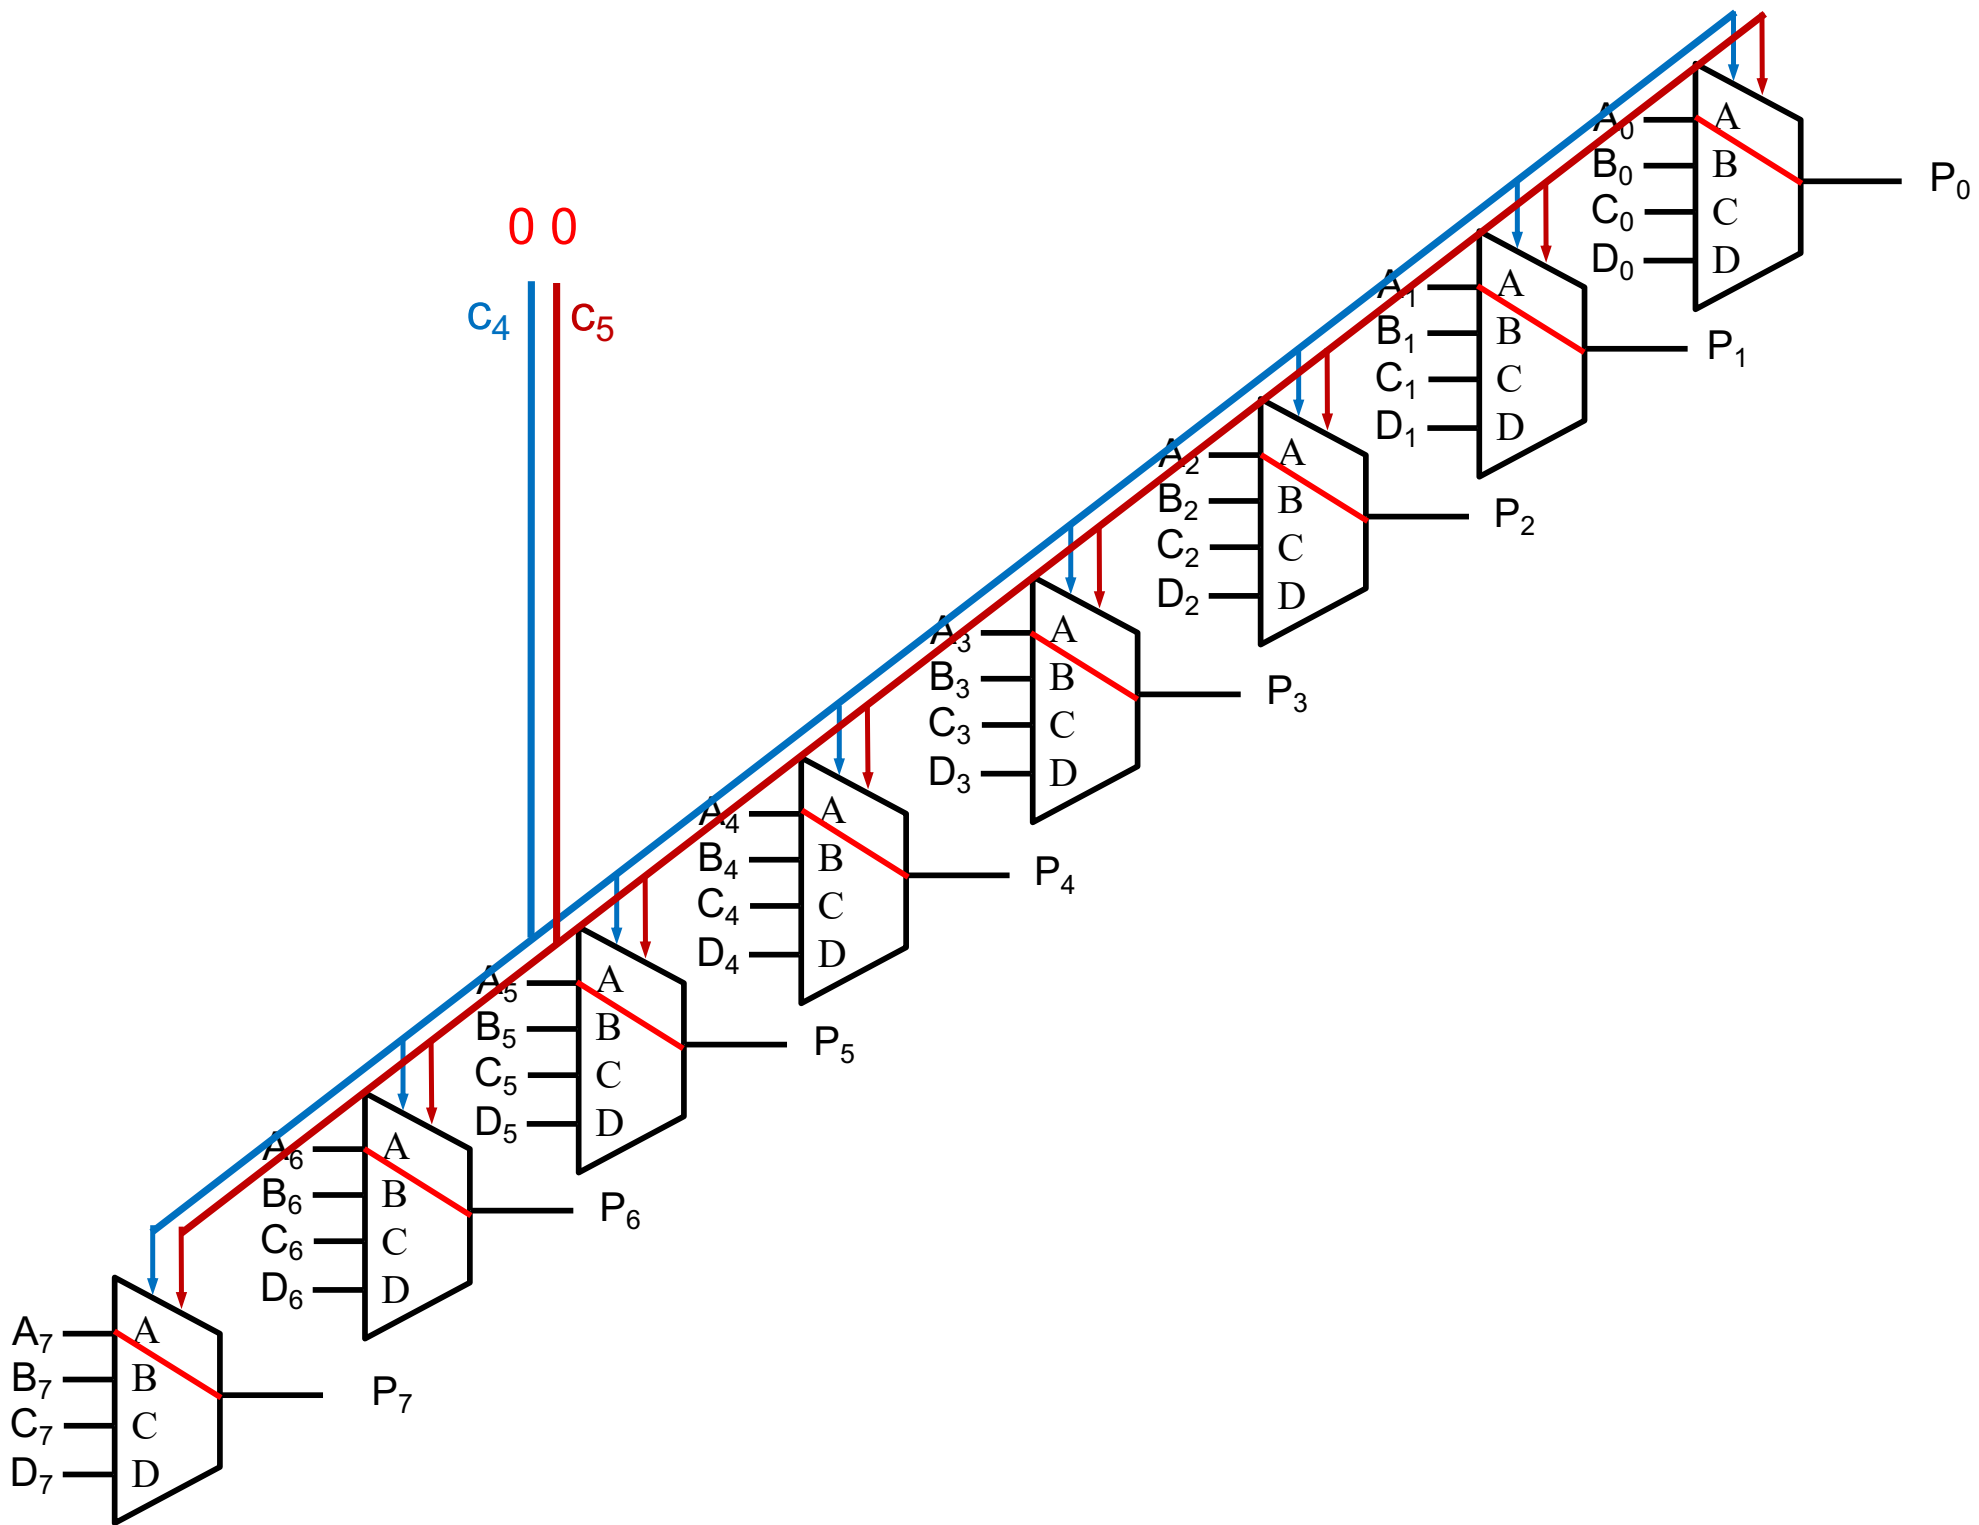 0 0
c4 c5
A0 A
B0 B P0
C0 C
D0 D
A1 A
B1 B P1
C1 C
D1 D
A2 A
B2 B P2
C2 C
D2 D
A3 A
B3 B P3
C3 C
D3 D
A4 A
B4 B P4
C4 C
D4 D
A5 A
B5 B P5
C5 C
D5 D
A6 A
B6 B P6
C6 C
D6 D
A7 A
B7 B P7
C7 C
D7 D